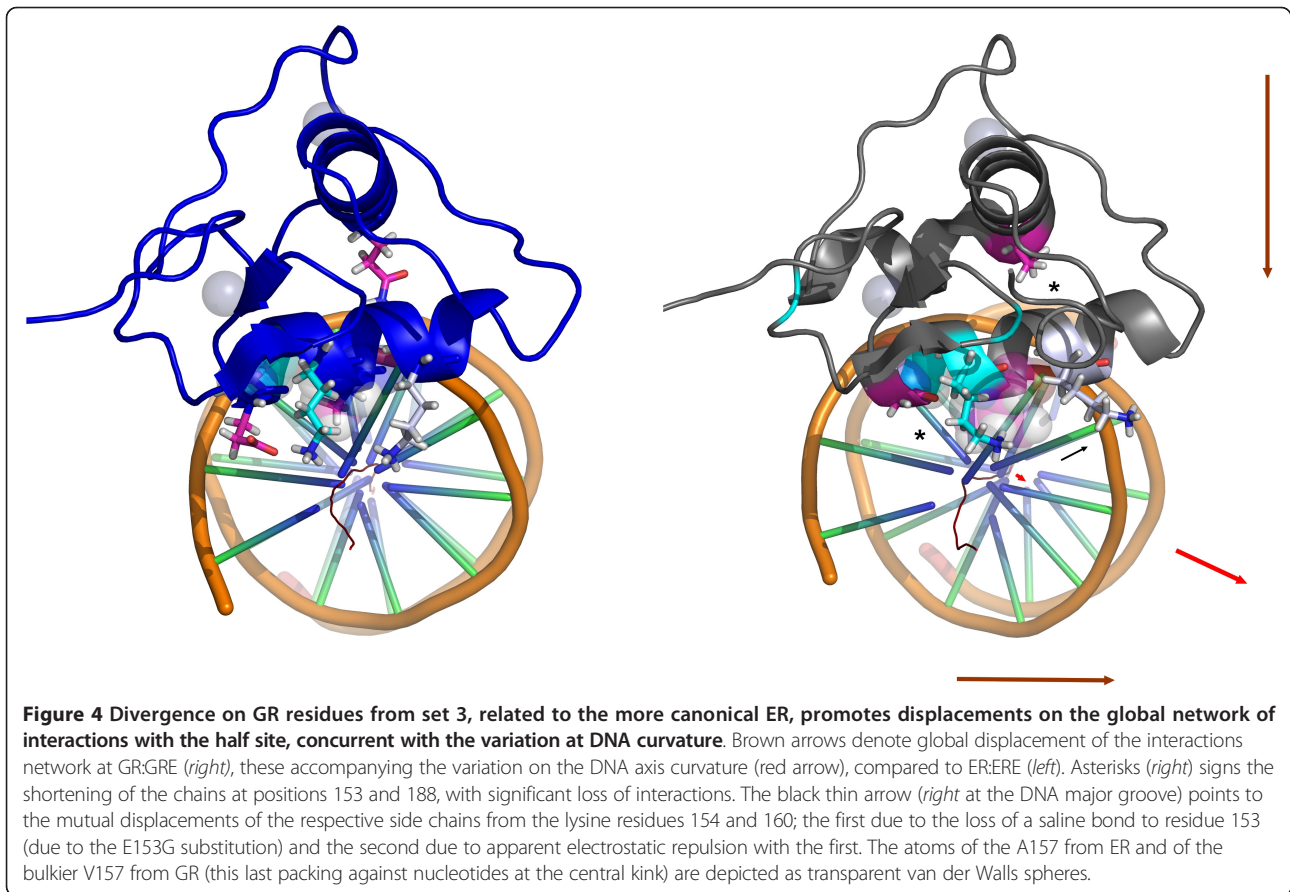 *
*
Figure 4 Divergence on GR residues from set 3, related to the more canonical ER, promotes displacements on the global network of
interactions with the half site, concurrent with the variation at DNA curvature. Brown arrows denote global displacement of the interactions
network at GR:GRE (right), these accompanying the variation on the DNA axis curvature (red arrow), compared to ER:ERE (left). Asterisks (right) signs the
shortening of the chains at positions 153 and 188, with significant loss of interactions. The black thin arrow (right at the DNA major groove) points to
the mutual displacements of the respective side chains from the lysine residues 154 and 160; the first due to the loss of a saline bond to residue 153
(due to the E153G substitution) and the second due to apparent electrostatic repulsion with the first. The atoms of the A157 from ER and of the
bulkier V157 from GR (this last packing against nucleotides at the central kink) are depicted as transparent van der Walls spheres.